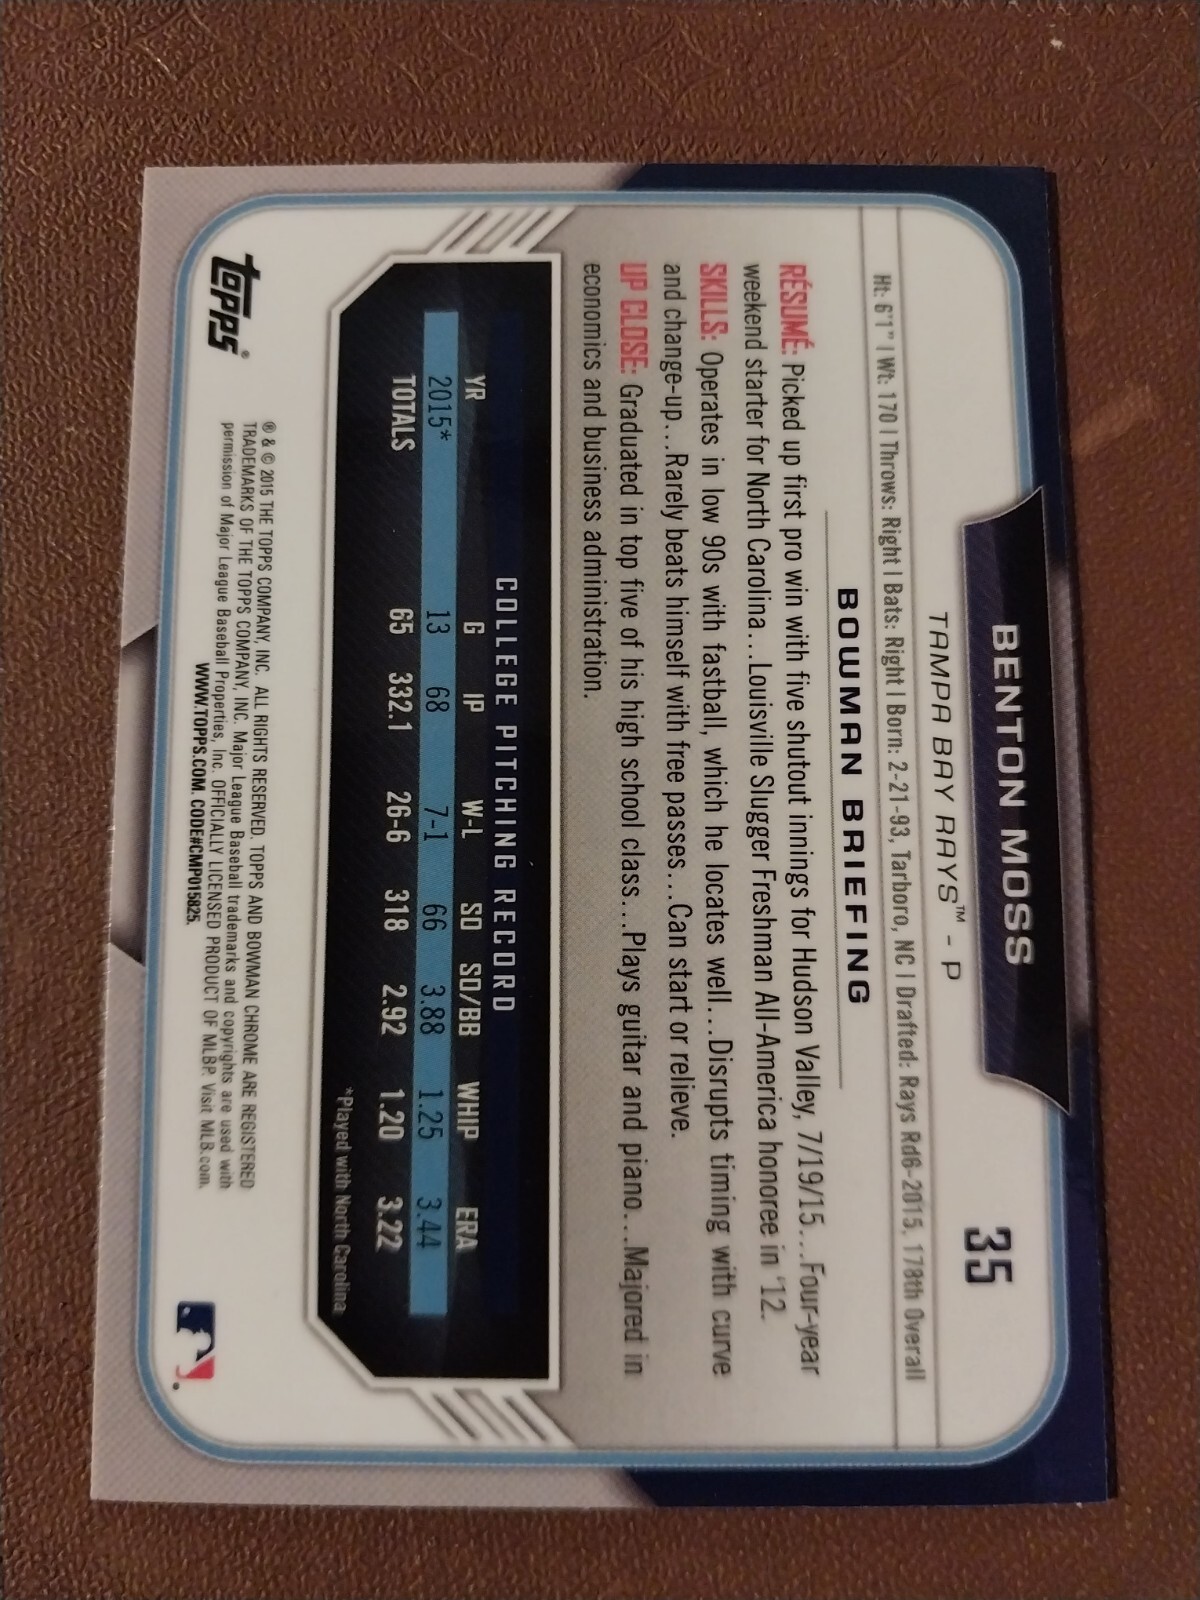 35
BENTON MOSS
TAMPA BAY RAYS™ - P
Ht: 6'1" | Wt: 170 | Throws: Right | Bats: Right | Born: 2-21-93, Tarboro, NC | Drafted: Rays Rd6-2015, 178th Overall
BOWMAN BRIEFING
RÉSUMÉ: Picked up first pro win with five shutout innings for Hudson Valley, 7/19/15...Four-year
weekend starter for North Carolina...Louisville Slugger Freshman All-America honoree in '12.
SKILLS: Operates in low 90s with fastball, which he locates well...Disrupts timing with curve
and change-up...Rarely beats himself with free passes...Can start or relieve.
UP CLOSE: Graduated in top five of his high school class...Plays guitar and piano...Majored in
economics and business administration.
COLLEGE PITCHING RECORD
YR G IP W-L SO SO/BB WHIP ERA
2015* 13 68 7-1 66 3.88 1.25 3.44
TOTALS 65 332.1 26-6 318 2.92 1.20 3.22
*Played with North Carolina
topps®
® & © 2015 THE TOPPS COMPANY, INC. ALL RIGHTS RESERVED. TOPPS AND BOWMAN CHROME ARE REGISTERED
TRADEMARKS OF THE TOPPS COMPANY, INC. Major League Baseball trademarks and copyrights are used with
permission of Major League Baseball Properties, Inc. OFFICIALLY LICENSED PRODUCT OF MLBP. Visit MLB.com.
WWW.TOPPS.COM. CODE#CMP015825.